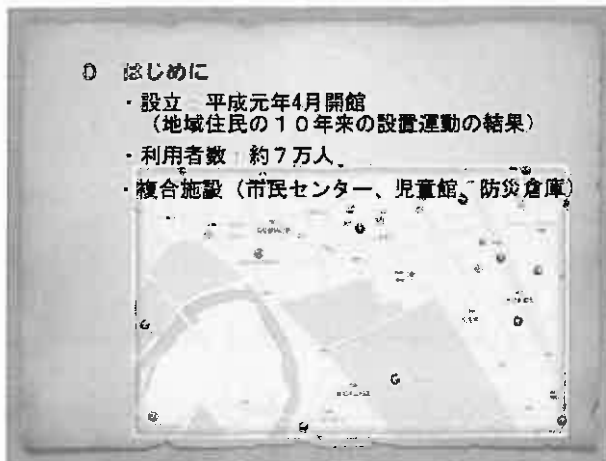 0 はじめに
・設立 平成元年4月開館
（地域住民の１０年来の設置運動の結果）
・利用者数 約７万人
・複合施設（市民センター、児童館、防災倉庫）